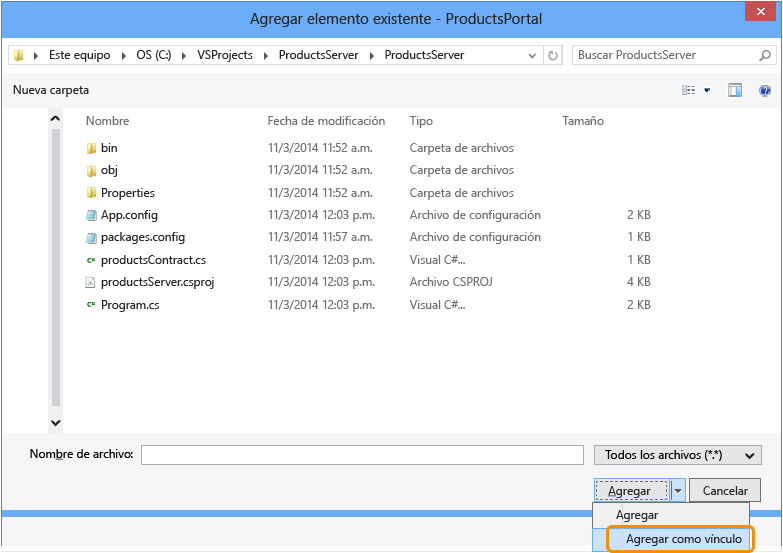 Agregar elemento existente - ProductsPortal
Este equipo OS (C:) VSProjects ProductsServer ProductsServer Buscar ProductsServer
Nueva carpeta
Nombre Fecha de modificación Tipo Tamaño
bin 11/3/2014 11:52 a.m. Carpeta de archivos
obj 11/3/2014 11:52 a.m. Carpeta de archivos
Properties 11/3/2014 11:52 a.m. Carpeta de archivos
App.config 11/3/2014 12:03 p.m. Archivo de configuración 2 KB
packages.config 11/3/2014 11:57 a.m. Archivo de configuración 1 KB
productsContract.cs 11/3/2014 12:03 p.m. Visual C#... 1 KB
productsServer.csproj 11/3/2014 12:03 p.m. Archivo CSPROJ 4 KB
Program.cs 11/3/2014 12:03 p.m. Visual C#... 2 KB
Nombre de archivo: Todos los archivos (*.*)
Agregar Cancelar
Agregar
Agregar como vínculo